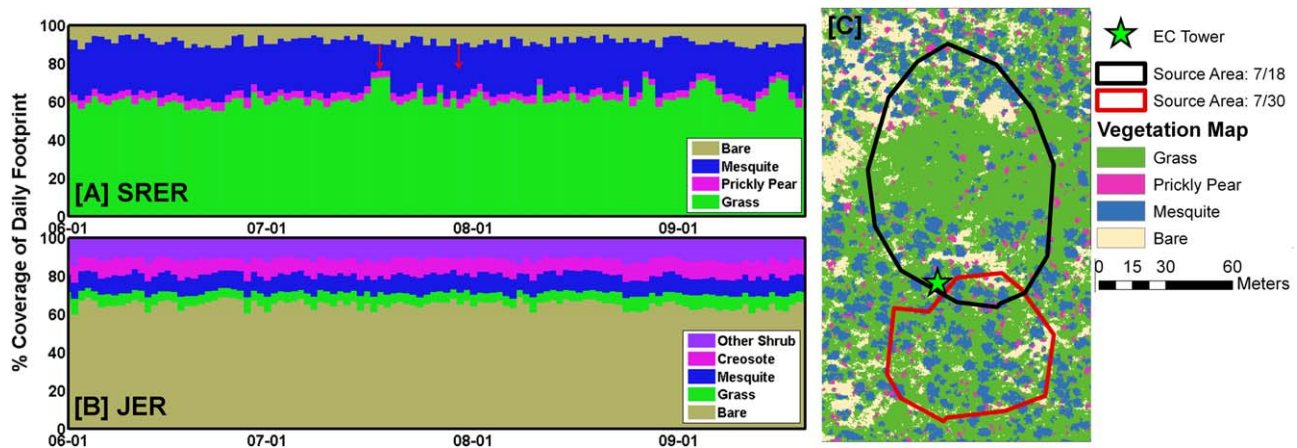 % Coverage of Daily Footprint
100
80
60
40
20
0
[A] SRER
Bare
Mesquite
Prickly Pear
Grass
06-01
07-01
08-01
09-01
100
80
60
40
20
0
[B] JER
Other Shrub
Creosote
Mesquite
Grass
Bare
06-01
07-01
08-01
09-01
[C]
EC Tower
Source Area: 7/18
Source Area: 7/30
Vegetation Map
Grass
Prickly Pear
Mesquite
Bare
0 15 30 60
Meters